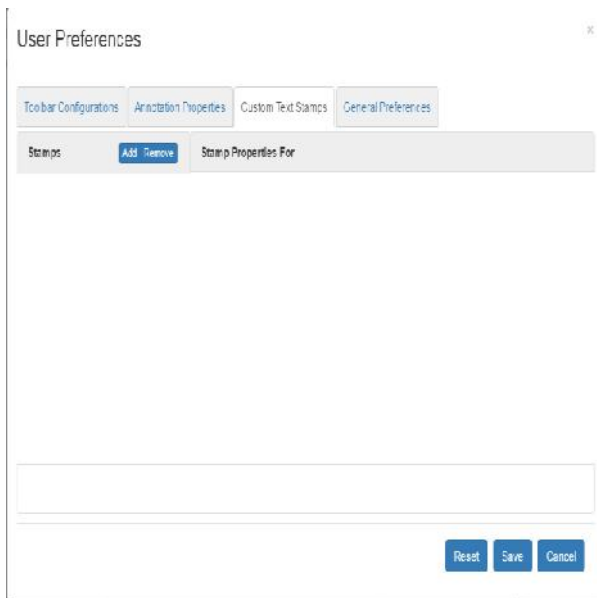 User Preferences
x
Toolbar Configurations Annotation Properties Custom Text Stamps General Preferences
Stamps Add Remove Stamp Properties For
Reset Save Cancel